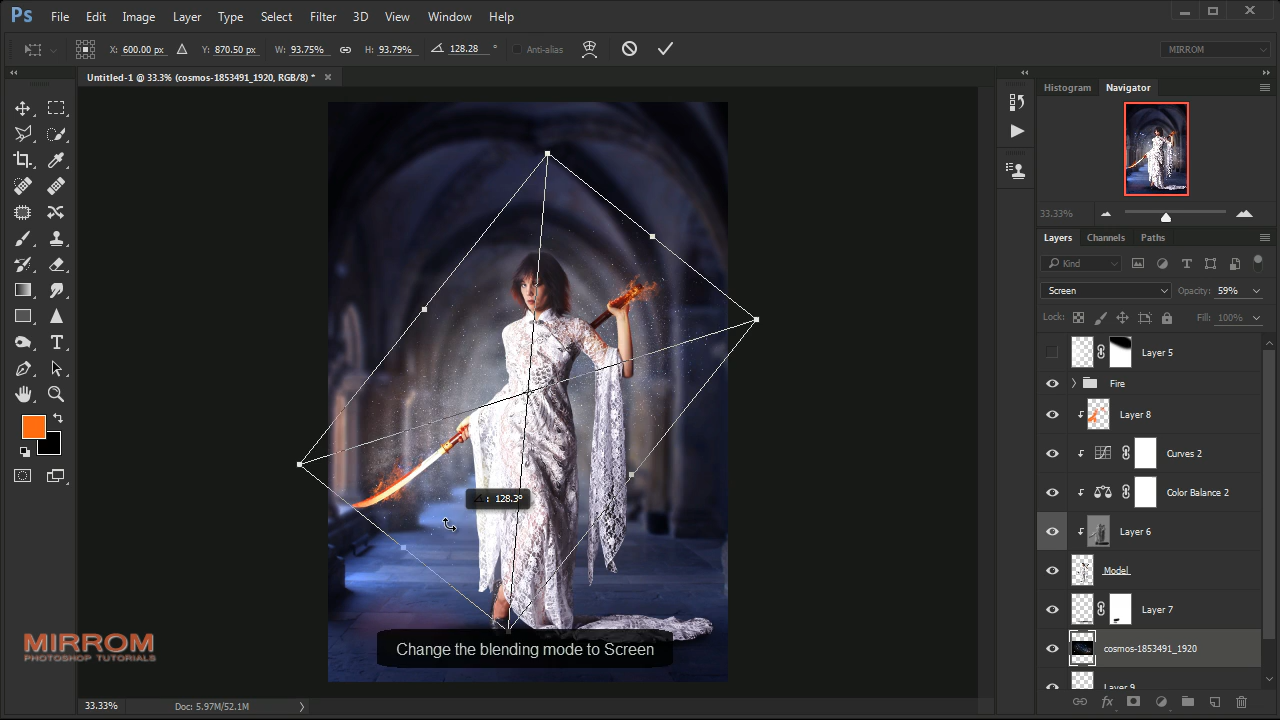 Ps File Edit Image Layer Type Select Filter 3D View Window Help
X: 600.00 px Y: 870.50 px W: 93.75% H: 93.79% 128.28 ° Anti-alias MIRROM
Untitled-1 @ 33.3% (cosmos-1853491_1920, RGB/8) * ×
Histogram Navigator
33.33%
Layers Channels Paths
Kind
Screen Opacity: 59%
Lock: Fill: 100%
Layer 5
Fire
Layer 8
Curves 2
Color Balance 2
Layer 6
Model
Layer 7
cosmos-1853491_1920
Layer 9
: 128.3°
Change the blending mode to Screen
MIRROM
PHOTOSHOP TUTORIALS
33.33% Doc: 5.97M/52.1M